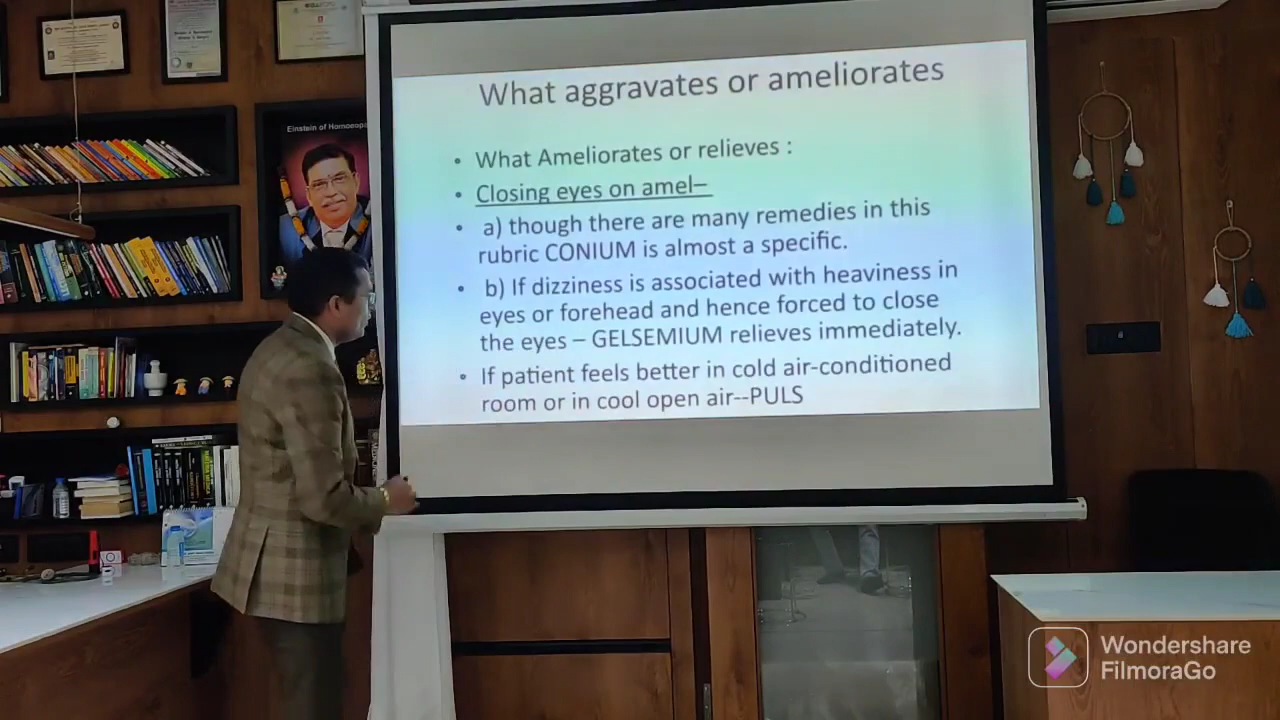 Einstein of Homoeopa
What aggravates or ameliorates
• What Ameliorates or relieves :
• Closing eyes on amel–
• a) though there are many remedies in this
rubric CONIUM is almost a specific.
• b) If dizziness is associated with heaviness in
eyes or forehead and hence forced to close
the eyes – GELSEMIUM relieves immediately.
• If patient feels better in cold air-conditioned
room or in cool open air--PULS
Wondershare
FilmoraGo